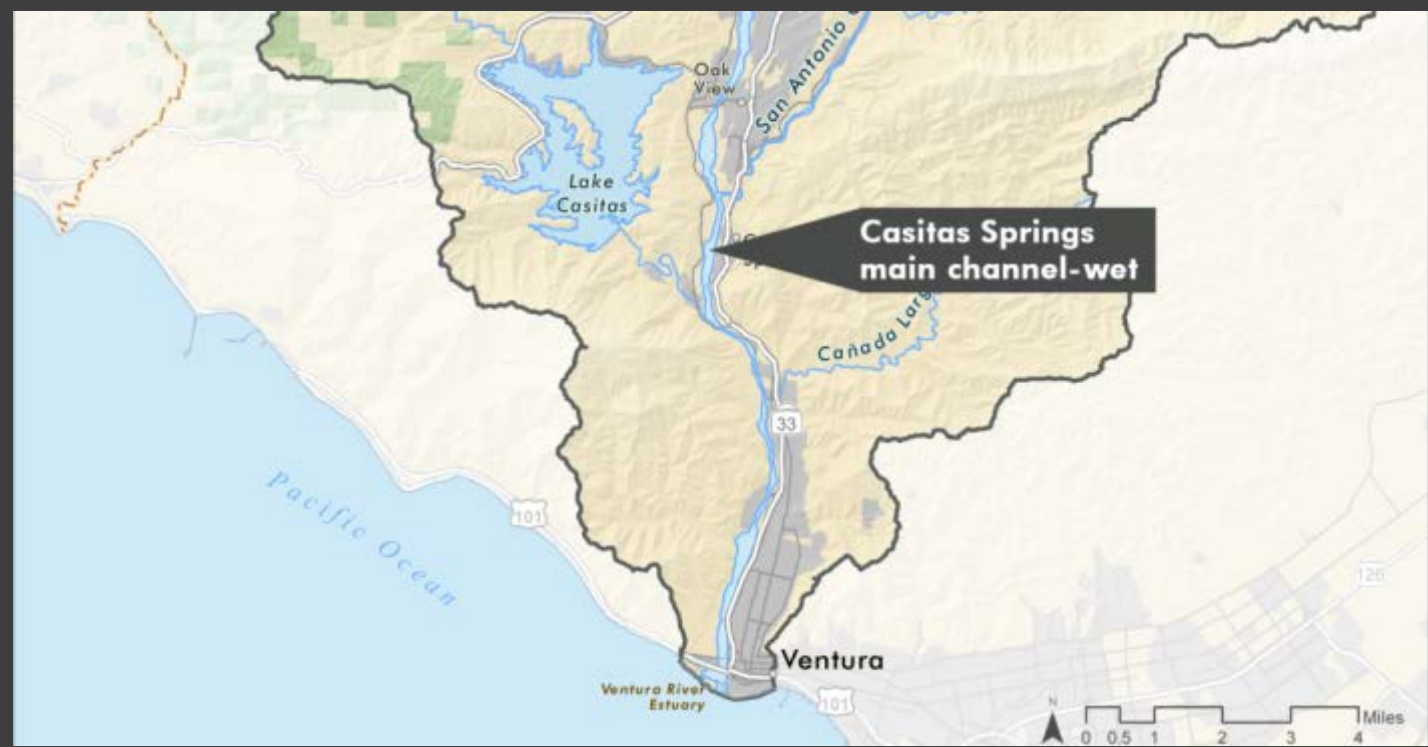 Oak
View
San Antonio
Lake
Casitas
Casitas Springs
main channel-wet
Cañada Larg
33
Pacific Ocean
101
126
Ventura
Ventura River
Estuary
101
N
Miles
0 0.5 1 2 3 4